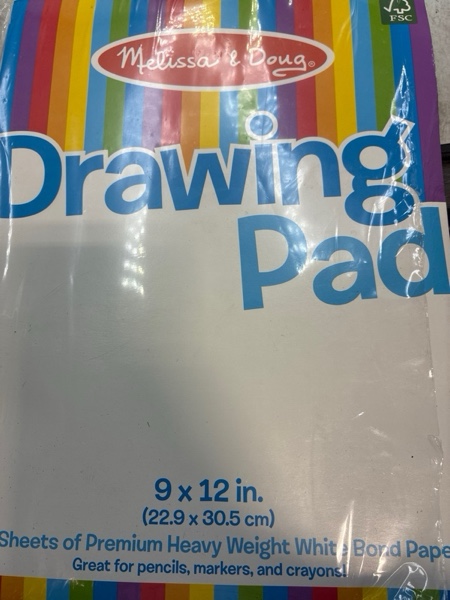 FSC
Melissa & Doug®
Drawing
Pad
9 x 12 in.
(22.9 x 30.5 cm)
Sheets of Premium Heavy Weight White Bond Pape
Great for pencils, markers, and crayons!